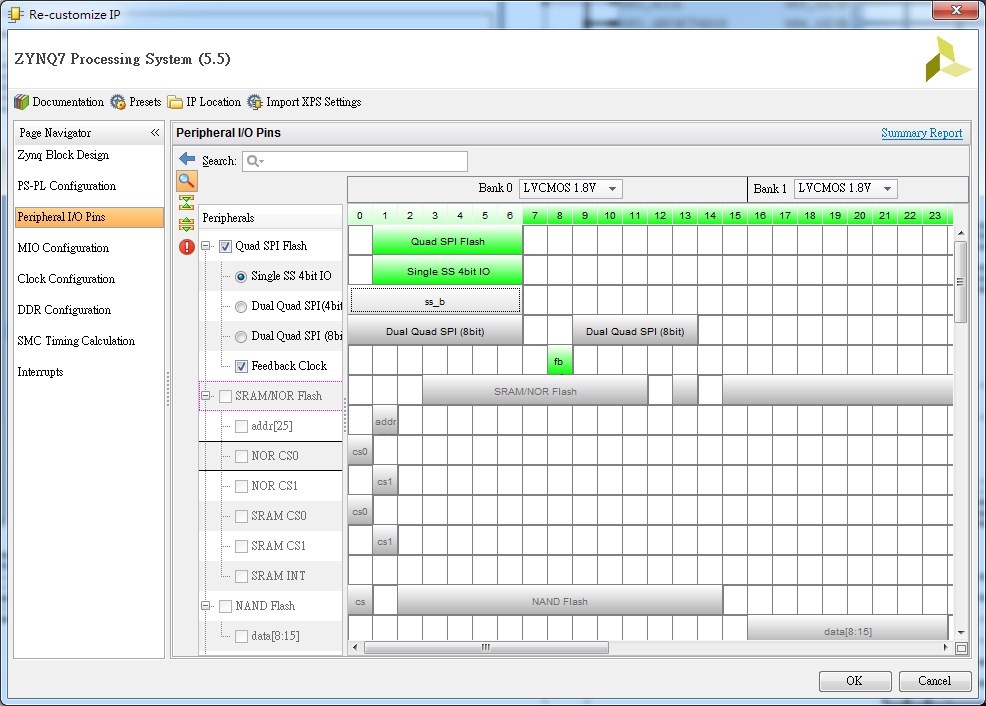 Re-customize IP
ZYNQ7 Processing System (5.5)
Documentation Presets IP Location Import XPS Settings
Page Navigator «
Zynq Block Design
PS-PL Configuration
Peripheral I/O Pins
MIO Configuration
Clock Configuration
DDR Configuration
SMC Timing Calculation
Interrupts
Peripheral I/O Pins Summary Report
Search:
Bank 0 LVCMOS 1.8V Bank 1 LVCMOS 1.8V
Peripherals 0 1 2 3 4 5 6 7 8 9 10 11 12 13 14 15 16 17 18 19 20 21 22 23
Quad SPI Flash Quad SPI Flash
Single SS 4bit IO Single SS 4bit IO
Dual Quad SPI(4bit ss_b
Dual Quad SPI (8bi Dual Quad SPI (8bit) Dual Quad SPI (8bit)
Feedback Clock fb
SRAM/NOR Flash SRAM/NOR Flash
addr[25] addr
NOR CS0 cs0
NOR CS1 cs1
SRAM CS0 cs0
SRAM CS1 cs1
SRAM INT
NAND Flash cs NAND Flash
data[8:15] data[8:15]
OK Cancel